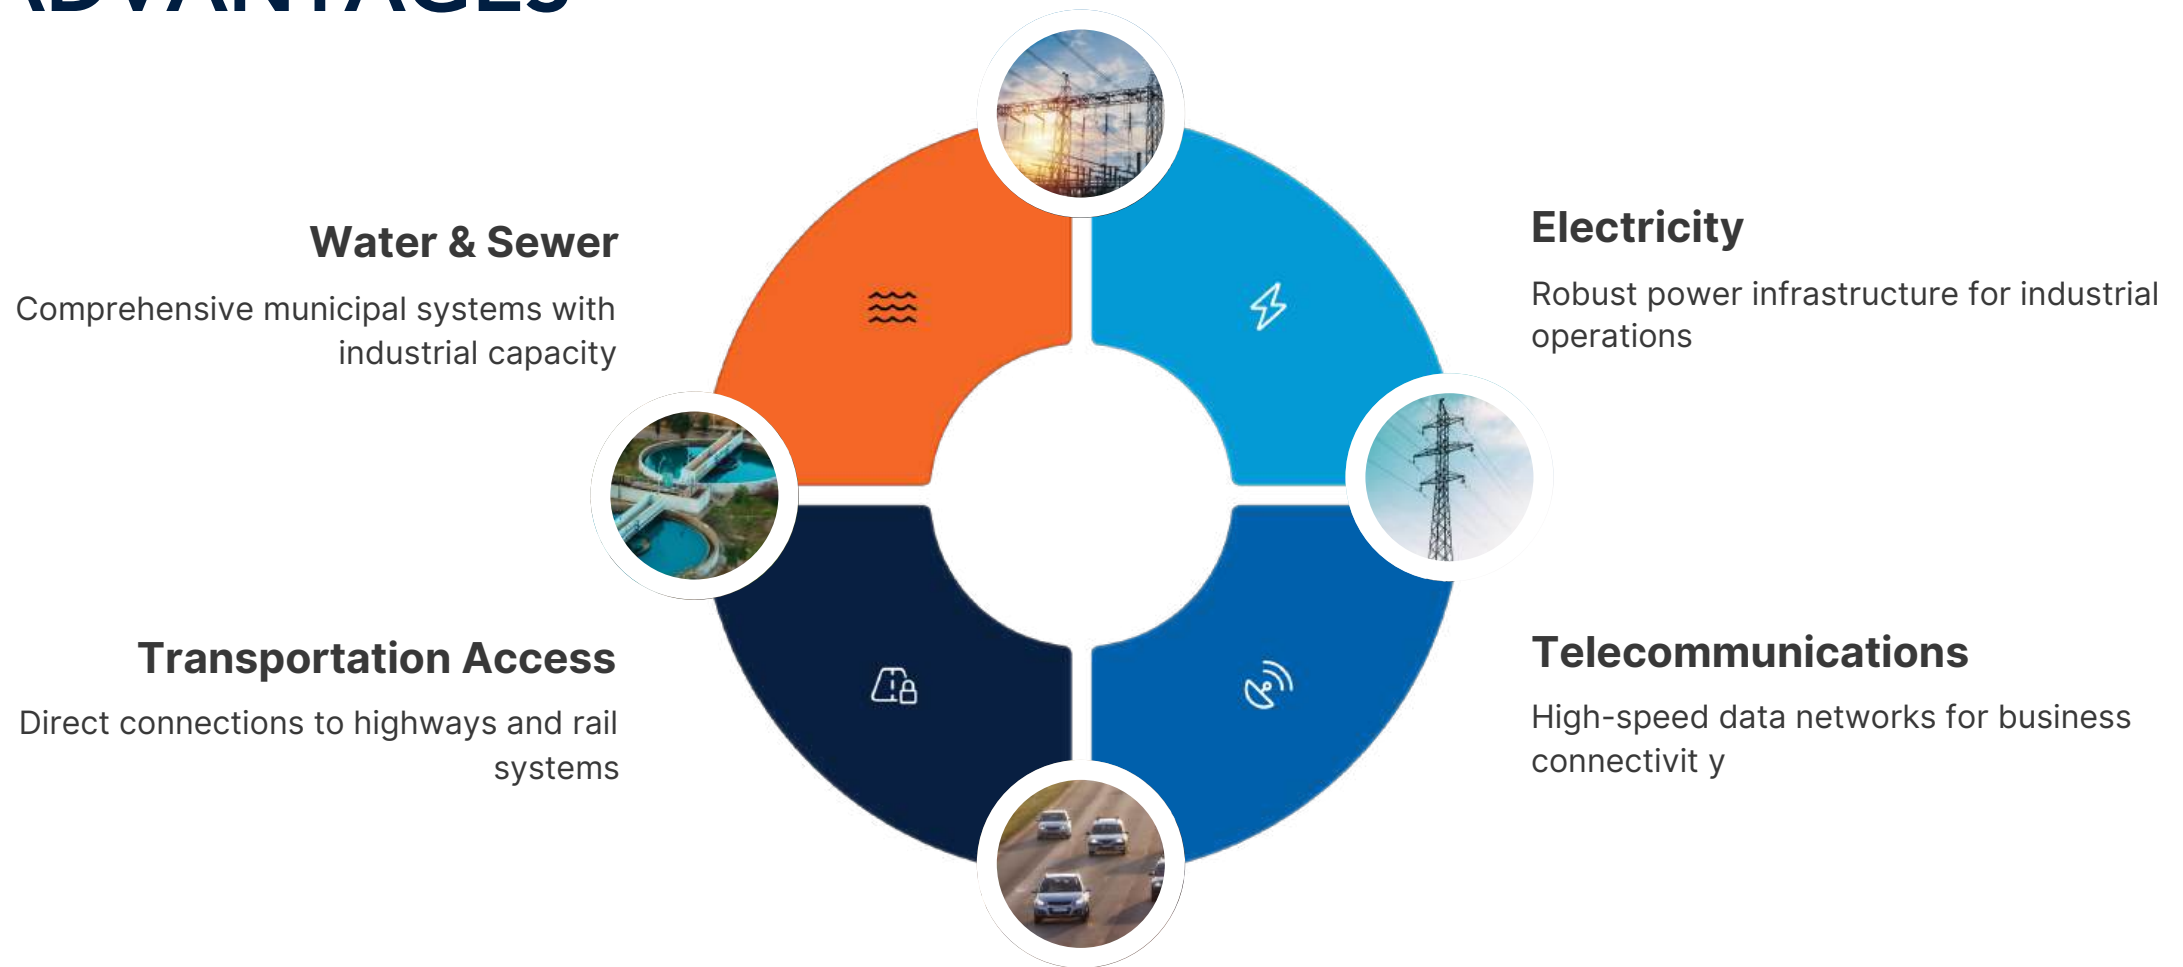 ADVANTAGES
Water & Sewer
Comprehensive municipal systems with
industrial capacity
Electricity
Robust power infrastructure for industrial
operations
Transportation Access
Direct connections to highways and rail
systems
Telecommunications
High-speed data networks for business
connectivit y